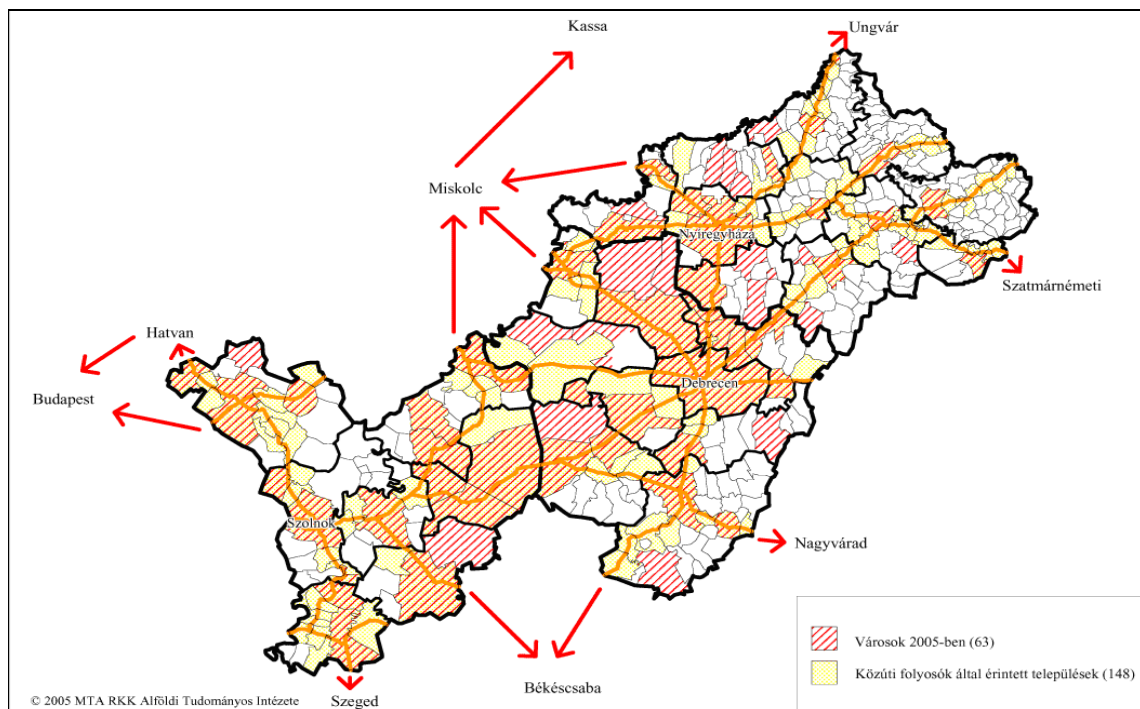 Kassa
Ungvár
Miskolc
Nyíregyháza
Szatmárnémeti
Hatvan
Debrecen
Budapest
Szolnok
Nagyvárad
Városok 2005-ben (63)
Közúti folyosók által érintett települések (148)
Békéscsaba
© 2005 MTA RKK Alföldi Tudományos Intézete
Szeged